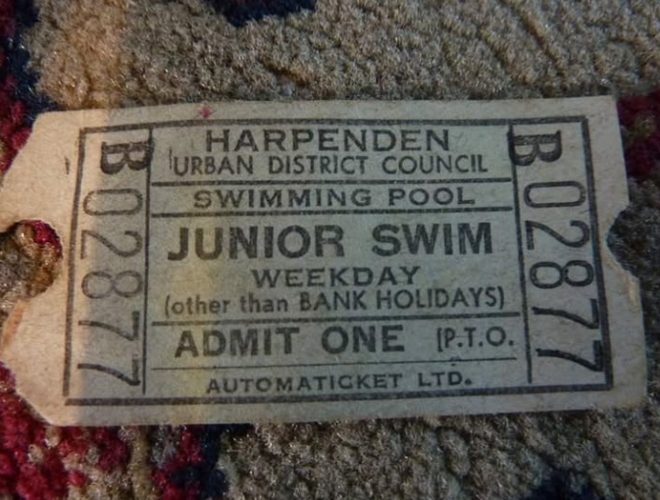 B02877
HARPENDEN
URBAN DISTRICT COUNCIL
SWIMMING POOL
JUNIOR SWIM
WEEKDAY
(other than BANK HOLIDAYS)
ADMIT ONE [P.T.O.
AUTOMATICKET LTD.
B02877